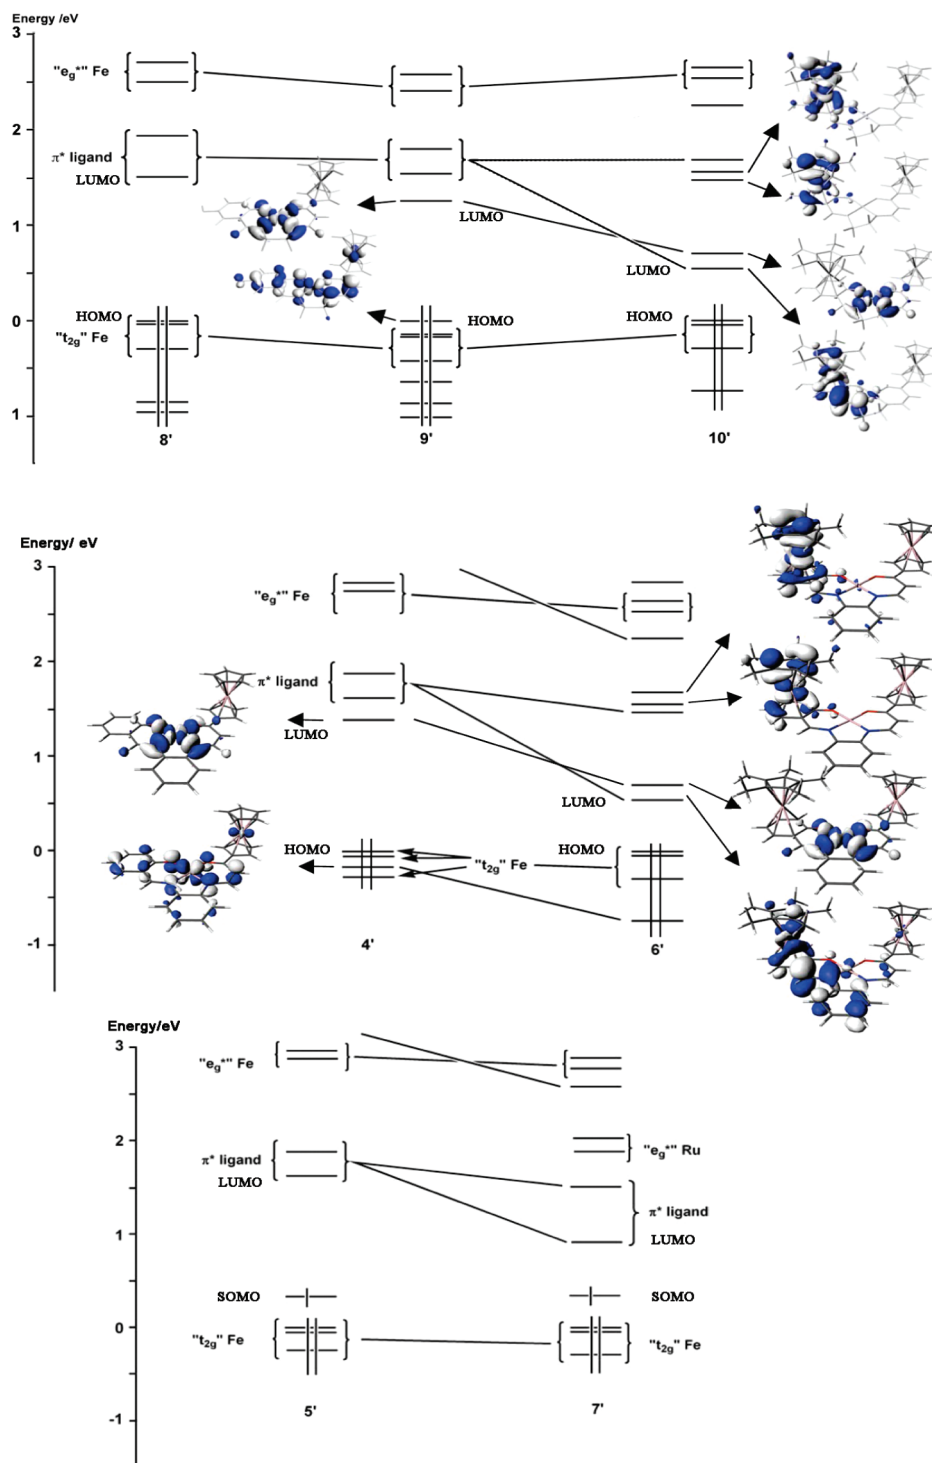 Energy /eV
3
"eg*" Fe
2
π* ligand
LUMO
1
LUMO
LUMO
0
HOMO
HOMO
HOMO
"t2g" Fe
1
8'
9'
10'
Energy/ eV
3
"eg*" Fe
2
π* ligand
LUMO
1
LUMO
0
HOMO
"t2g" Fe
HOMO
-1
4'
6'
Energy/eV
3
"eg*" Fe
2
"eg*" Ru
π* ligand
LUMO
π* ligand
1
LUMO
SOMO
SOMO
0
"t2g" Fe
"t2g" Fe
-1
5'
7'